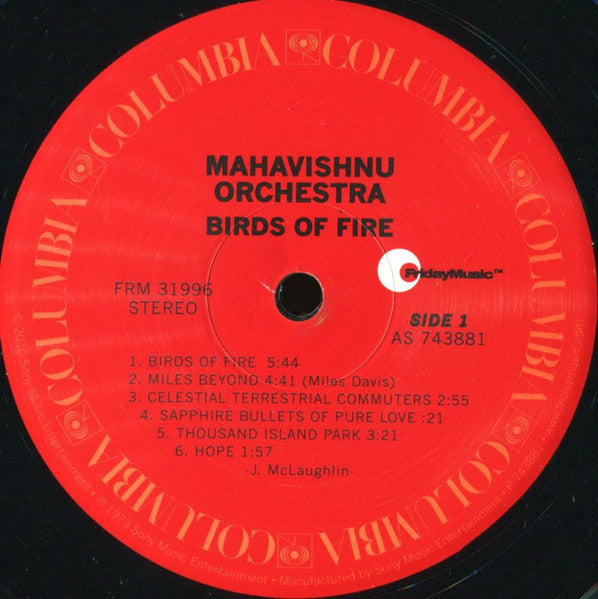 COLUMBIA COLUMBIA COLUMBIA COLUMBIA COLUMBIA COLUMBIA
MAHAVISHNU
ORCHESTRA
BIRDS OF FIRE
FridayMusic™
FRM 31996
STEREO
SIDE 1
AS 743881
1. BIRDS OF FIRE 5:44
2. MILES BEYOND 4:41 (Miles Davis)
3. CELESTIAL TERRESTRIAL COMMUTERS 2:55
4. SAPPHIRE BULLETS OF PURE LOVE :21
5. THOUSAND ISLAND PARK 3:21
6. HOPE 1:57
-J. McLaughlin-
Sony Music Entertainment • ℗ 1973 Sony Music Entertainment • Manufactured by Sony Music Entertainment •